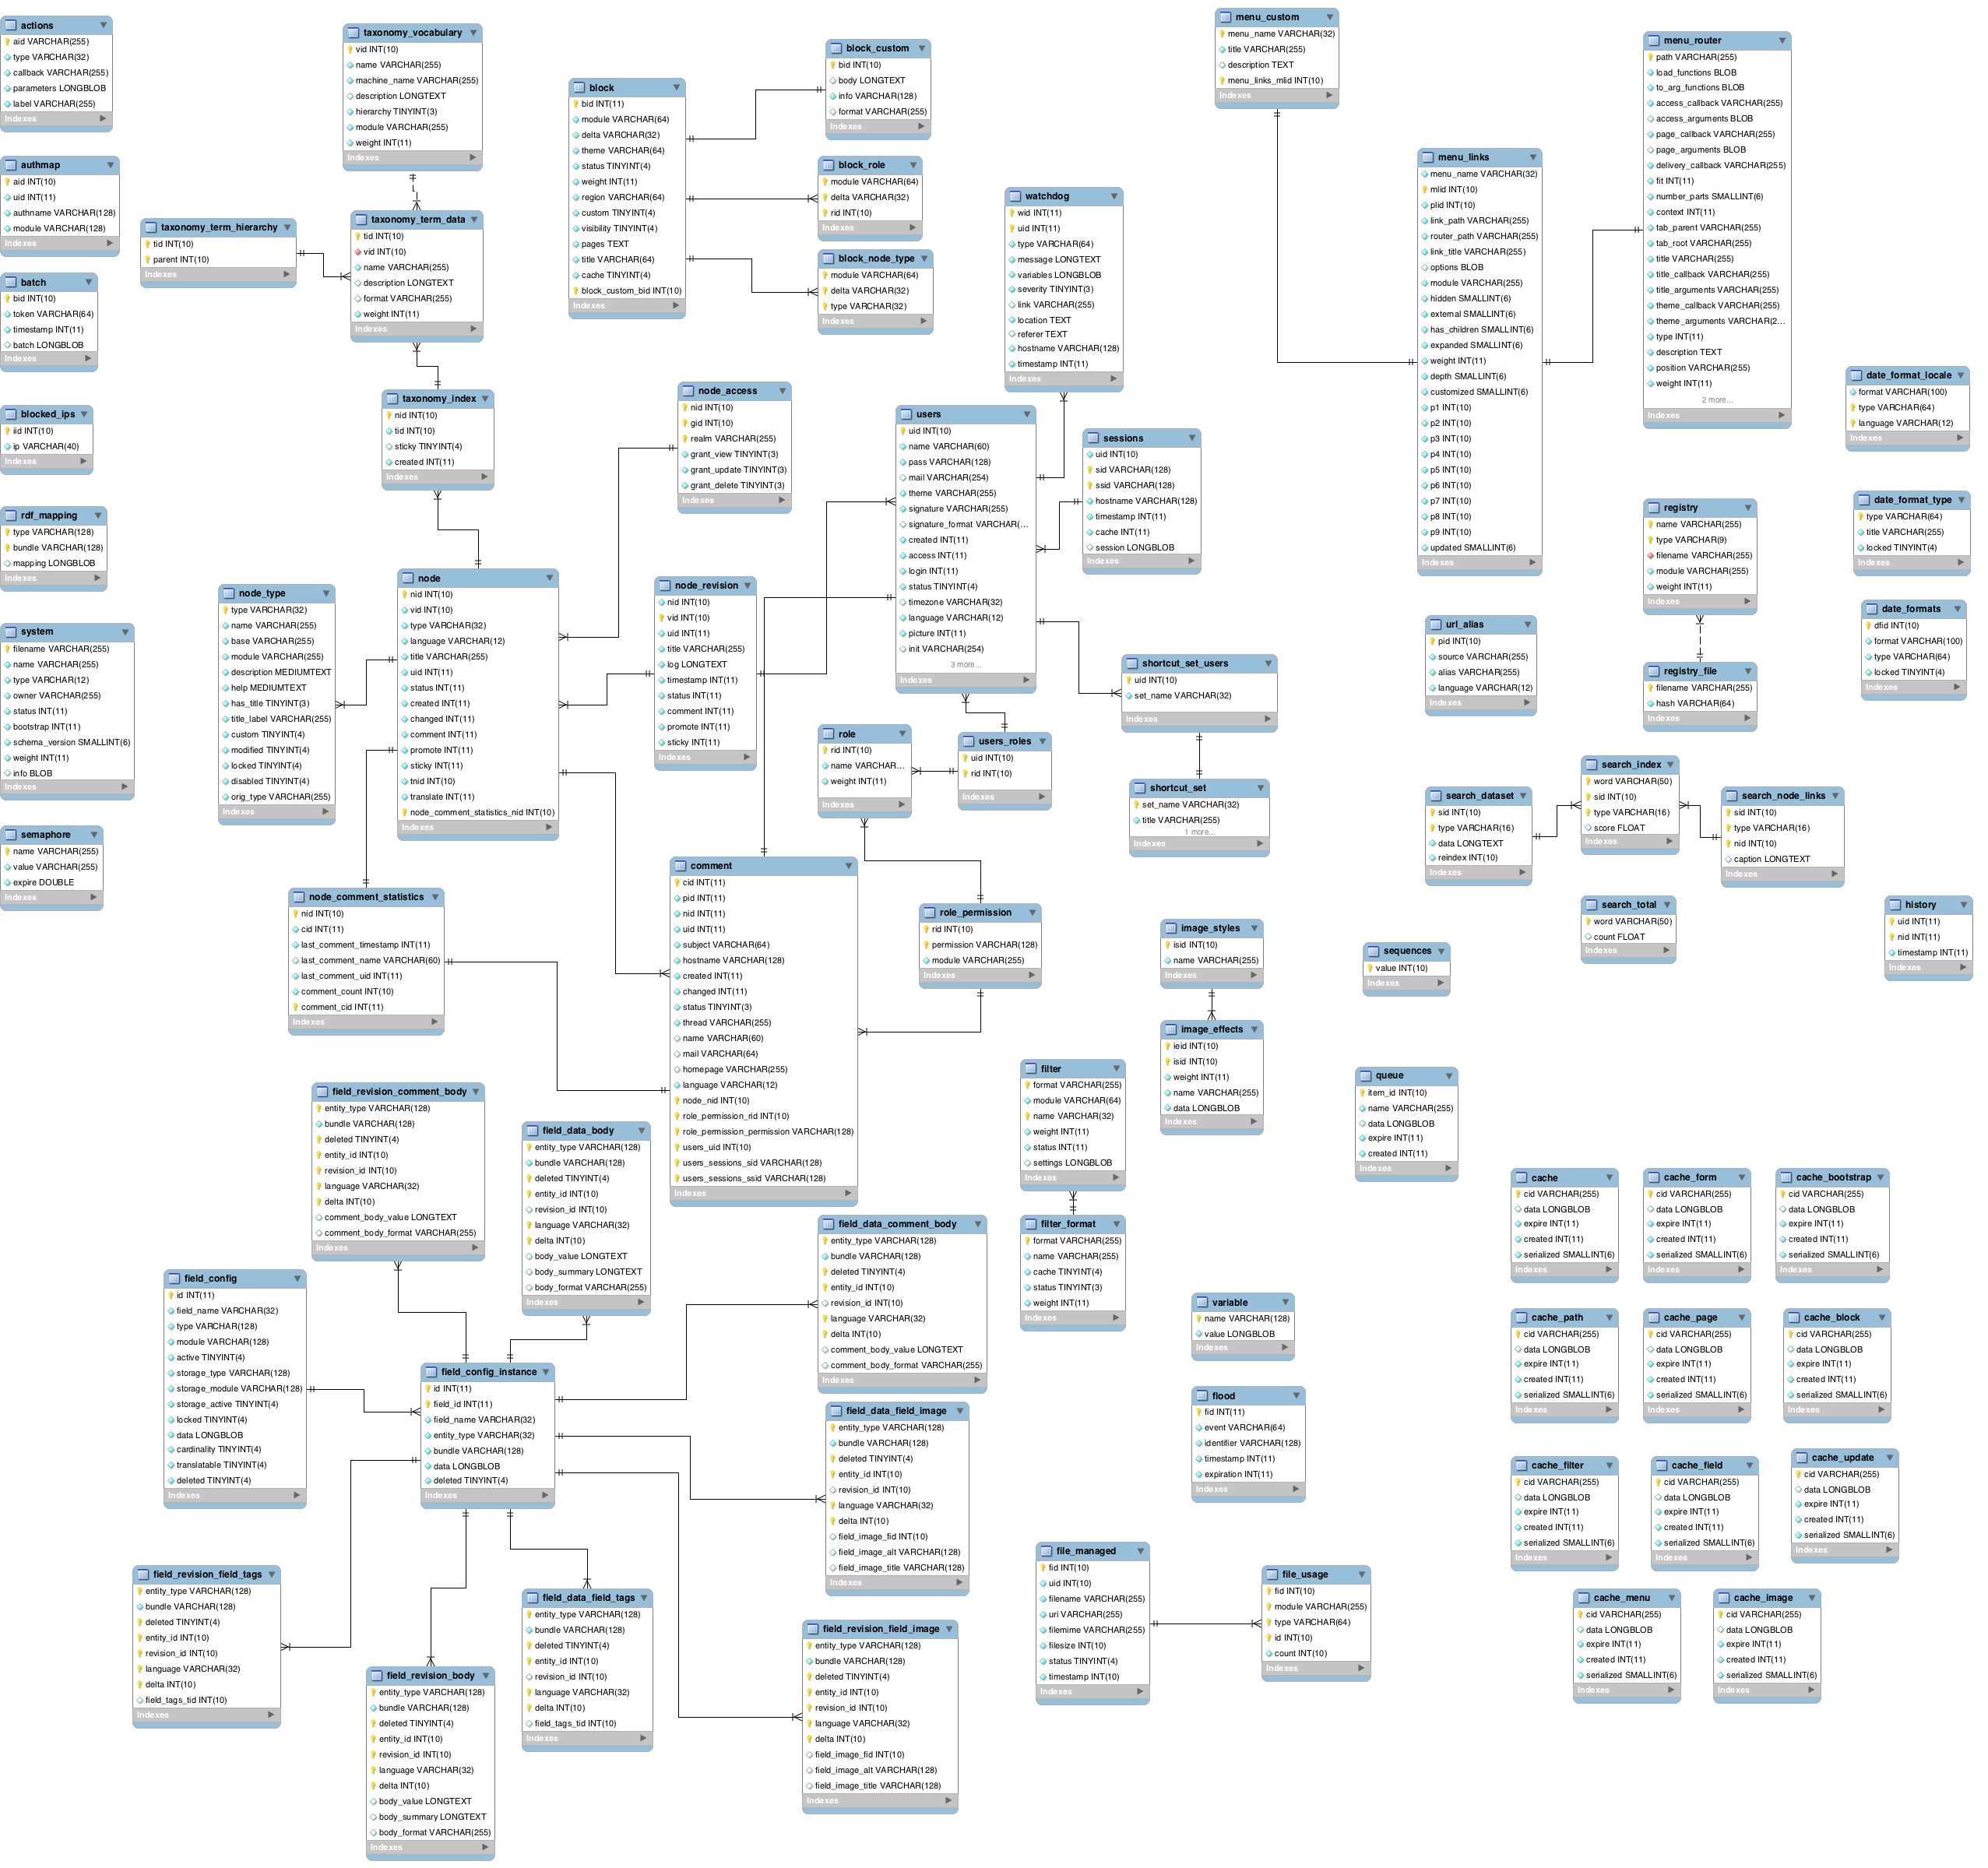 actions
aid VARCHAR(255)
type VARCHAR(32)
callback VARCHAR(255)
parameters LONGBLOB
label VARCHAR(255)
Indexes
authmap
aid INT(10)
uid INT(11)
authname VARCHAR(128)
module VARCHAR(128)
Indexes
batch
bid INT(10)
token VARCHAR(64)
timestamp INT(11)
batch LONGBLOB
Indexes
blocked_ips
iid INT(10)
ip VARCHAR(40)
Indexes
rdf_mapping
type VARCHAR(128)
bundle VARCHAR(128)
mapping LONGBLOB
Indexes
system
filename VARCHAR(255)
name VARCHAR(255)
type VARCHAR(12)
owner VARCHAR(255)
status INT(11)
bootstrap INT(11)
schema_version SMALLINT(6)
weight INT(11)
info BLOB
Indexes
semaphore
name VARCHAR(255)
value VARCHAR(255)
expire DOUBLE
Indexes
taxonomy_vocabulary
vid INT(10)
name VARCHAR(255)
machine_name VARCHAR(255)
description LONGTEXT
hierarchy TINYINT(3)
module VARCHAR(255)
weight INT(11)
Indexes
taxonomy_term_hierarchy
tid INT(10)
parent INT(10)
Indexes
taxonomy_term_data
tid INT(10)
vid INT(10)
name VARCHAR(255)
description LONGTEXT
format VARCHAR(255)
weight INT(11)
Indexes
taxonomy_index
nid INT(10)
tid INT(10)
sticky TINYINT(4)
created INT(11)
Indexes
block
bid INT(11)
module VARCHAR(64)
delta VARCHAR(32)
theme VARCHAR(64)
status TINYINT(4)
weight INT(11)
region VARCHAR(64)
custom TINYINT(4)
visibility TINYINT(4)
pages TEXT
title VARCHAR(64)
cache TINYINT(4)
block_custom_bid INT(10)
Indexes
block_custom
bid INT(10)
body LONGTEXT
info VARCHAR(128)
format VARCHAR(255)
Indexes
block_role
module VARCHAR(64)
delta VARCHAR(32)
rid INT(10)
Indexes
block_node_type
module VARCHAR(64)
delta VARCHAR(32)
type VARCHAR(32)
Indexes
watchdog
wid INT(11)
uid INT(11)
type VARCHAR(64)
message LONGTEXT
variables LONGBLOB
severity TINYINT(3)
link VARCHAR(255)
location TEXT
referer TEXT
hostname VARCHAR(128)
timestamp INT(11)
Indexes
menu_custom
menu_name VARCHAR(32)
title VARCHAR(255)
description TEXT
menu_links_mlid INT(10)
Indexes
menu_links
menu_name VARCHAR(32)
mlid INT(10)
plid INT(10)
link_path VARCHAR(255)
router_path VARCHAR(255)
link_title VARCHAR(255)
options BLOB
module VARCHAR(255)
hidden SMALLINT(6)
external SMALLINT(6)
has_children SMALLINT(6)
expanded SMALLINT(6)
weight INT(11)
depth SMALLINT(6)
customized SMALLINT(6)
p1 INT(10)
p2 INT(10)
p3 INT(10)
p4 INT(10)
p5 INT(10)
p6 INT(10)
p7 INT(10)
p8 INT(10)
p9 INT(10)
updated SMALLINT(6)
Indexes
menu_router
path VARCHAR(255)
load_functions BLOB
to_arg_functions BLOB
access_callback VARCHAR(255)
access_arguments BLOB
page_callback VARCHAR(255)
page_arguments BLOB
delivery_callback VARCHAR(255)
fit INT(11)
number_parts SMALLINT(6)
context INT(11)
tab_parent VARCHAR(255)
tab_root VARCHAR(255)
title VARCHAR(255)
title_callback VARCHAR(255)
title_arguments VARCHAR(255)
theme_callback VARCHAR(255)
theme_arguments VARCHAR(2...
type INT(11)
description TEXT
position VARCHAR(255)
weight INT(11)
2 more...
Indexes
date_format_locale
format VARCHAR(100)
type VARCHAR(64)
language VARCHAR(12)
Indexes
date_format_type
type VARCHAR(64)
title VARCHAR(255)
locked TINYINT(4)
Indexes
date_formats
dfid INT(10)
format VARCHAR(100)
type VARCHAR(64)
locked TINYINT(4)
Indexes
node_access
nid INT(10)
gid INT(10)
realm VARCHAR(255)
grant_view TINYINT(3)
grant_update TINYINT(3)
grant_delete TINYINT(3)
Indexes
users
uid INT(10)
name VARCHAR(60)
pass VARCHAR(128)
mail VARCHAR(254)
theme VARCHAR(255)
signature VARCHAR(255)
signature_format VARCHAR(...
created INT(11)
access INT(11)
login INT(11)
status TINYINT(4)
timezone VARCHAR(32)
language VARCHAR(12)
picture INT(11)
init VARCHAR(254)
3 more...
Indexes
sessions
uid INT(10)
sid VARCHAR(128)
ssid VARCHAR(128)
hostname VARCHAR(128)
timestamp INT(11)
cache INT(11)
session LONGBLOB
Indexes
node_type
type VARCHAR(32)
name VARCHAR(255)
base VARCHAR(255)
module VARCHAR(255)
description MEDIUMTEXT
help MEDIUMTEXT
has_title TINYINT(3)
title_label VARCHAR(255)
custom TINYINT(4)
modified TINYINT(4)
locked TINYINT(4)
disabled TINYINT(4)
orig_type VARCHAR(255)
Indexes
node
nid INT(10)
vid INT(10)
type VARCHAR(32)
language VARCHAR(12)
title VARCHAR(255)
uid INT(11)
status INT(11)
created INT(11)
changed INT(11)
comment INT(11)
promote INT(11)
sticky INT(11)
tnid INT(10)
translate INT(11)
node_comment_statistics_nid INT(10)
Indexes
node_revision
nid INT(10)
vid INT(10)
uid INT(11)
title VARCHAR(255)
log LONGTEXT
timestamp INT(11)
status INT(11)
comment INT(11)
promote INT(11)
sticky INT(11)
Indexes
registry
name VARCHAR(255)
type VARCHAR(9)
filename VARCHAR(255)
module VARCHAR(255)
weight INT(11)
Indexes
url_alias
pid INT(10)
source VARCHAR(255)
alias VARCHAR(255)
language VARCHAR(12)
Indexes
registry_file
filename VARCHAR(255)
hash VARCHAR(64)
Indexes
shortcut_set_users
uid INT(10)
set_name VARCHAR(32)
Indexes
shortcut_set
set_name VARCHAR(32)
title VARCHAR(255)
1 more...
Indexes
role
rid INT(10)
name VARCHAR...
weight INT(11)
Indexes
users_roles
uid INT(10)
rid INT(10)
Indexes
search_dataset
sid INT(10)
type VARCHAR(16)
data LONGTEXT
reindex INT(10)
Indexes
search_index
word VARCHAR(50)
sid INT(10)
type VARCHAR(16)
score FLOAT
Indexes
search_node_links
sid INT(10)
type VARCHAR(16)
nid INT(10)
caption LONGTEXT
Indexes
search_total
word VARCHAR(50)
count FLOAT
Indexes
history
uid INT(11)
nid INT(11)
timestamp INT(11)
Indexes
sequences
value INT(10)
Indexes
node_comment_statistics
nid INT(10)
cid INT(11)
last_comment_timestamp INT(11)
last_comment_name VARCHAR(60)
last_comment_uid INT(11)
comment_count INT(10)
comment_cid INT(11)
Indexes
comment
cid INT(11)
pid INT(11)
nid INT(11)
uid INT(11)
subject VARCHAR(64)
hostname VARCHAR(128)
created INT(11)
changed INT(11)
status TINYINT(3)
thread VARCHAR(255)
name VARCHAR(60)
mail VARCHAR(64)
homepage VARCHAR(255)
language VARCHAR(12)
node_nid INT(10)
role_permission_rid INT(10)
role_permission_permission VARCHAR(128)
users_uid INT(10)
users_sessions_sid VARCHAR(128)
users_sessions_ssid VARCHAR(128)
Indexes
role_permission
rid INT(10)
permission VARCHAR(128)
module VARCHAR(255)
Indexes
image_styles
isid INT(10)
name VARCHAR(255)
Indexes
image_effects
ieid INT(10)
isid INT(10)
weight INT(11)
name VARCHAR(255)
data LONGBLOB
Indexes
filter
format VARCHAR(255)
module VARCHAR(64)
name VARCHAR(32)
weight INT(11)
status INT(11)
settings LONGBLOB
Indexes
filter_format
format VARCHAR(255)
name VARCHAR(255)
cache TINYINT(4)
status TINYINT(3)
weight INT(11)
Indexes
queue
item_id INT(10)
name VARCHAR(255)
data LONGBLOB
expire INT(11)
created INT(11)
Indexes
field_revision_comment_body
entity_type VARCHAR(128)
bundle VARCHAR(128)
deleted TINYINT(4)
entity_id INT(10)
revision_id INT(10)
language VARCHAR(32)
delta INT(10)
comment_body_value LONGTEXT
comment_body_format VARCHAR(255)
Indexes
field_data_body
entity_type VARCHAR(128)
bundle VARCHAR(128)
deleted TINYINT(4)
entity_id INT(10)
revision_id INT(10)
language VARCHAR(32)
delta INT(10)
body_value LONGTEXT
body_summary LONGTEXT
body_format VARCHAR(255)
Indexes
field_data_comment_body
entity_type VARCHAR(128)
bundle VARCHAR(128)
deleted TINYINT(4)
entity_id INT(10)
revision_id INT(10)
language VARCHAR(32)
delta INT(10)
comment_body_value LONGTEXT
comment_body_format VARCHAR(255)
Indexes
field_config
id INT(11)
field_name VARCHAR(32)
type VARCHAR(128)
module VARCHAR(128)
active TINYINT(4)
storage_type VARCHAR(128)
storage_module VARCHAR(128)
storage_active TINYINT(4)
locked TINYINT(4)
data LONGBLOB
cardinality TINYINT(4)
translatable TINYINT(4)
deleted TINYINT(4)
Indexes
field_config_instance
id INT(11)
field_id INT(11)
field_name VARCHAR(32)
entity_type VARCHAR(32)
bundle VARCHAR(128)
data LONGBLOB
deleted TINYINT(4)
Indexes
field_data_field_image
entity_type VARCHAR(128)
bundle VARCHAR(128)
deleted TINYINT(4)
entity_id INT(10)
revision_id INT(10)
language VARCHAR(32)
delta INT(10)
field_image_fid INT(10)
field_image_alt VARCHAR(128)
field_image_title VARCHAR(128)
Indexes
field_revision_field_tags
entity_type VARCHAR(128)
bundle VARCHAR(128)
deleted TINYINT(4)
entity_id INT(10)
revision_id INT(10)
language VARCHAR(32)
delta INT(10)
field_tags_tid INT(10)
Indexes
field_revision_body
entity_type VARCHAR(128)
bundle VARCHAR(128)
deleted TINYINT(4)
entity_id INT(10)
revision_id INT(10)
language VARCHAR(32)
delta INT(10)
body_value LONGTEXT
body_summary LONGTEXT
body_format VARCHAR(255)
Indexes
field_data_field_tags
entity_type VARCHAR(128)
bundle VARCHAR(128)
deleted TINYINT(4)
entity_id INT(10)
revision_id INT(10)
language VARCHAR(32)
delta INT(10)
field_tags_tid INT(10)
Indexes
field_revision_field_image
entity_type VARCHAR(128)
bundle VARCHAR(128)
deleted TINYINT(4)
entity_id INT(10)
revision_id INT(10)
language VARCHAR(32)
delta INT(10)
field_image_fid INT(10)
field_image_alt VARCHAR(128)
field_image_title VARCHAR(128)
Indexes
variable
name VARCHAR(128)
value LONGBLOB
Indexes
flood
fid INT(11)
event VARCHAR(64)
identifier VARCHAR(128)
timestamp INT(11)
expiration INT(11)
Indexes
file_managed
fid INT(10)
uid INT(10)
filename VARCHAR(255)
uri VARCHAR(255)
filemime VARCHAR(255)
filesize INT(10)
status TINYINT(4)
timestamp INT(10)
Indexes
file_usage
fid INT(10)
module VARCHAR(255)
type VARCHAR(64)
id INT(10)
count INT(10)
Indexes
cache
cid VARCHAR(255)
data LONGBLOB
expire INT(11)
created INT(11)
serialized SMALLINT(6)
Indexes
cache_form
cid VARCHAR(255)
data LONGBLOB
expire INT(11)
created INT(11)
serialized SMALLINT(6)
Indexes
cache_bootstrap
cid VARCHAR(255)
data LONGBLOB
expire INT(11)
created INT(11)
serialized SMALLINT(6)
Indexes
cache_path
cid VARCHAR(255)
data LONGBLOB
expire INT(11)
created INT(11)
serialized SMALLINT(6)
Indexes
cache_page
cid VARCHAR(255)
data LONGBLOB
expire INT(11)
created INT(11)
serialized SMALLINT(6)
Indexes
cache_block
cid VARCHAR(255)
data LONGBLOB
expire INT(11)
created INT(11)
serialized SMALLINT(6)
Indexes
cache_filter
cid VARCHAR(255)
data LONGBLOB
expire INT(11)
created INT(11)
serialized SMALLINT(6)
Indexes
cache_field
cid VARCHAR(255)
data LONGBLOB
expire INT(11)
created INT(11)
serialized SMALLINT(6)
Indexes
cache_update
cid VARCHAR(255)
data LONGBLOB
expire INT(11)
created INT(11)
serialized SMALLINT(6)
Indexes
cache_menu
cid VARCHAR(255)
data LONGBLOB
expire INT(11)
created INT(11)
serialized SMALLINT(6)
Indexes
cache_image
cid VARCHAR(255)
data LONGBLOB
expire INT(11)
created INT(11)
serialized SMALLINT(6)
Indexes